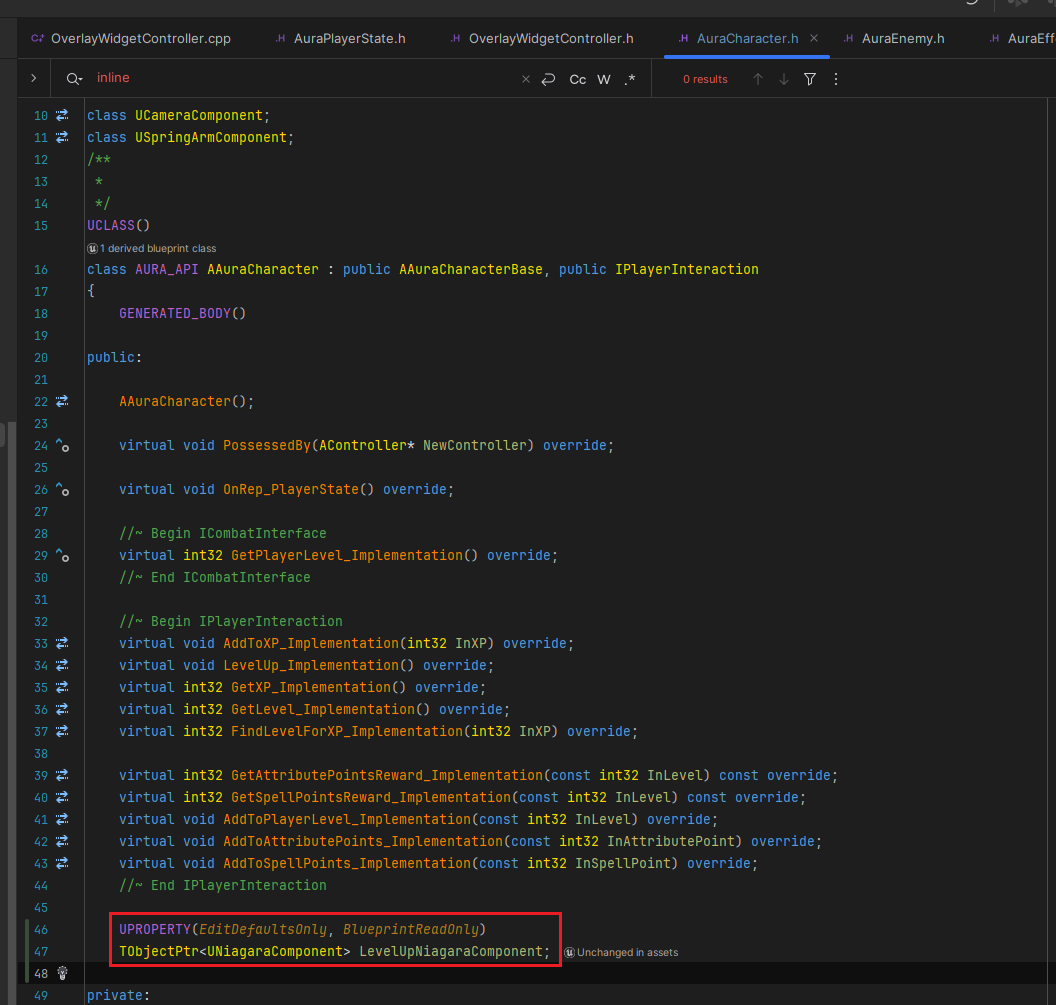 C++ OverlayWidgetController.cpp
.H AuraPlayerState.h
.H OverlayWidgetController.h
.H AuraCharacter.h ×
.H AuraEnemy.h
.H AuraEff
inline
× Cc W .*
0 results
10 class UCameraComponent;
11 class USpringArmComponent;
12 /**
13 *
14 */
15 UCLASS()
1 derived blueprint class
16 class AURA_API AAuraCharacter : public AAuraCharacterBase, public IPlayerInteraction
17 {
18 GENERATED_BODY()
19
20 public:
21
22 AAuraCharacter();
23
24 virtual void PossessedBy(AController* NewController) override;
25
26 virtual void OnRep_PlayerState() override;
27
28 //~ Begin ICombatInterface
29 virtual int32 GetPlayerLevel_Implementation() override;
30 //~ End ICombatInterface
31
32 //~ Begin IPlayerInteraction
33 virtual void AddToXP_Implementation(int32 InXP) override;
34 virtual void LevelUp_Implementation() override;
35 virtual int32 GetXP_Implementation() override;
36 virtual int32 GetLevel_Implementation() override;
37 virtual int32 FindLevelForXP_Implementation(int32 InXP) override;
38
39 virtual int32 GetAttributePointsReward_Implementation(const int32 InLevel) const override;
40 virtual int32 GetSpellPointsReward_Implementation(const int32 InLevel) const override;
41 virtual void AddToPlayerLevel_Implementation(const int32 InLevel) override;
42 virtual void AddToAttributePoints_Implementation(const int32 InAttributePoint) override;
43 virtual void AddToSpellPoints_Implementation(const int32 InSpellPoint) override;
44 //~ End IPlayerInteraction
45
46 UPROPERTY(EditDefaultsOnly, BlueprintReadOnly)
47 TObjectPtr<UNiagaraComponent> LevelUpNiagaraComponent; Unchanged in assets
48
49 private: